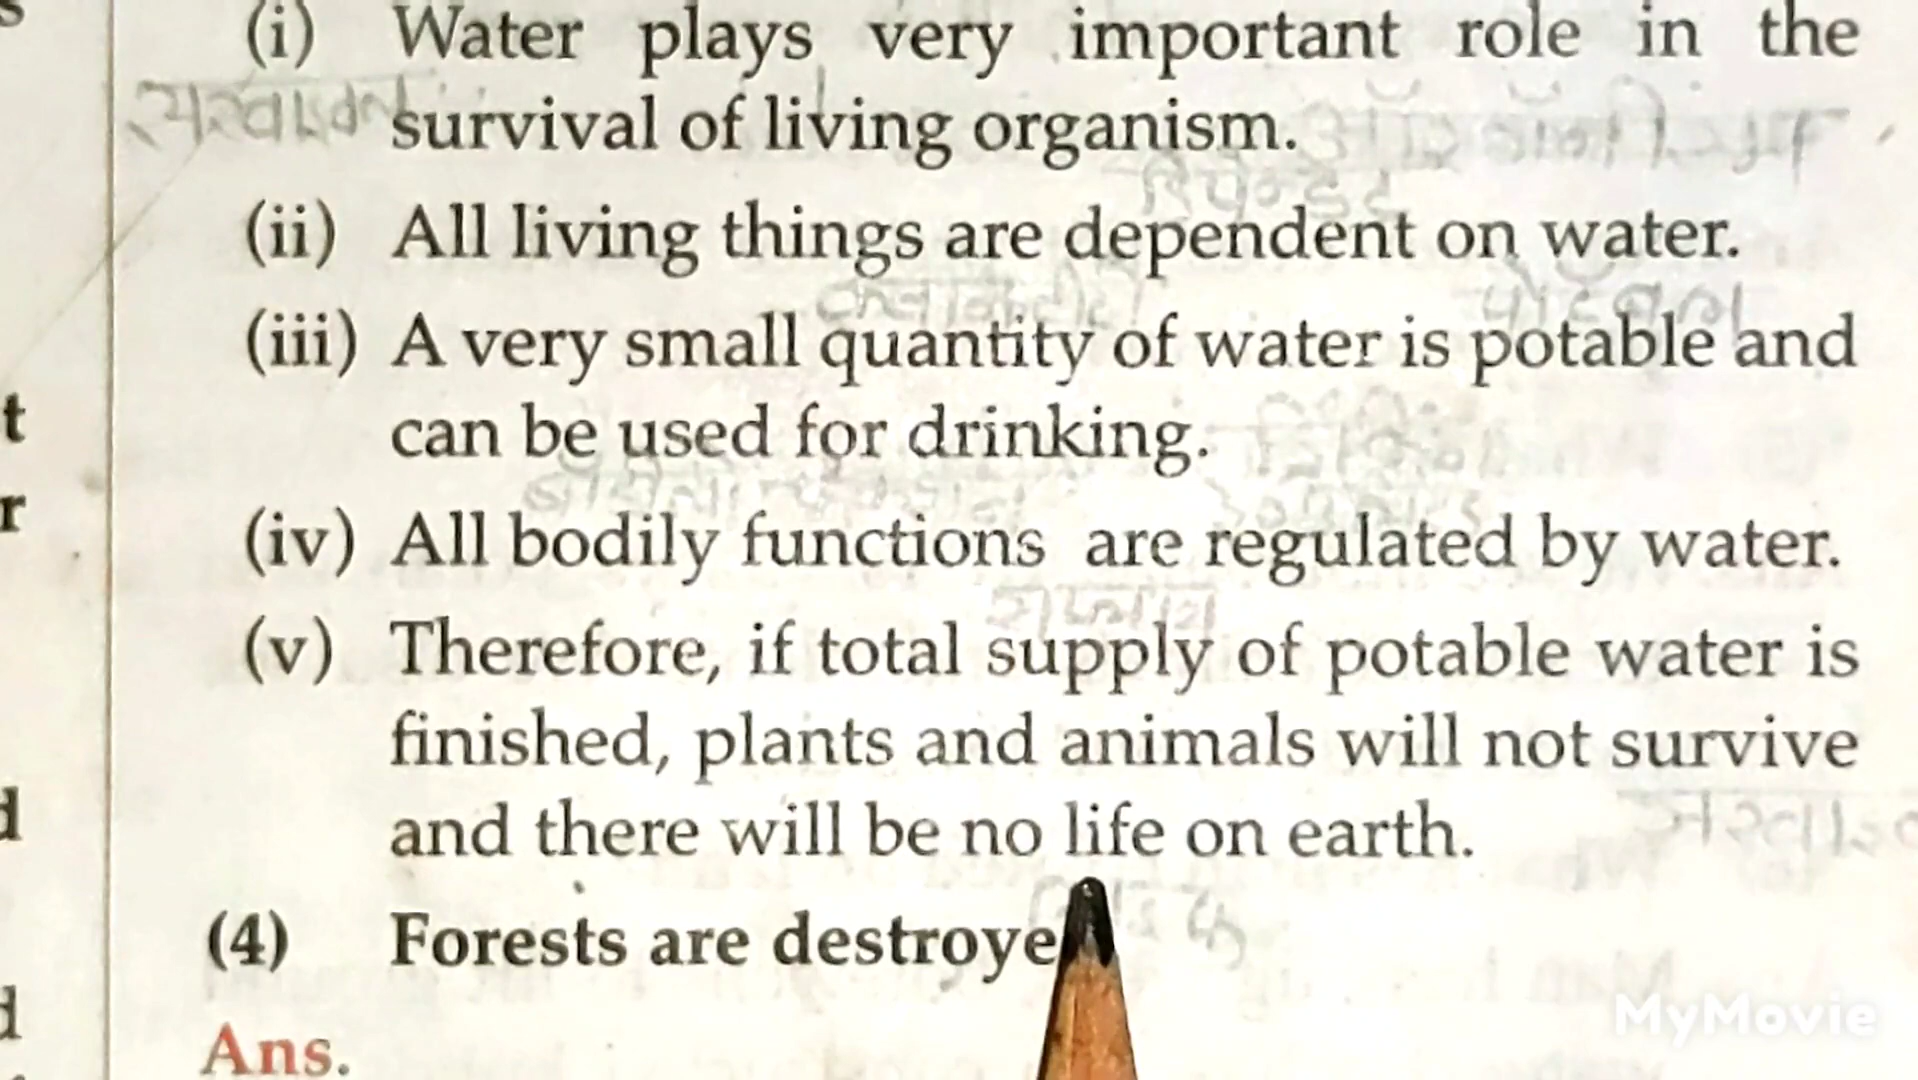 (i) Water plays very important role in the
survival of living organism.
(ii) All living things are dependent on water.
(iii) A very small quantity of water is potable and
can be used for drinking.
(iv) All bodily functions are regulated by water.
(v) Therefore, if total supply of potable water is
finished, plants and animals will not survive
and there will be no life on earth.
(4) Forests are destroye
Ans.
MyMovie